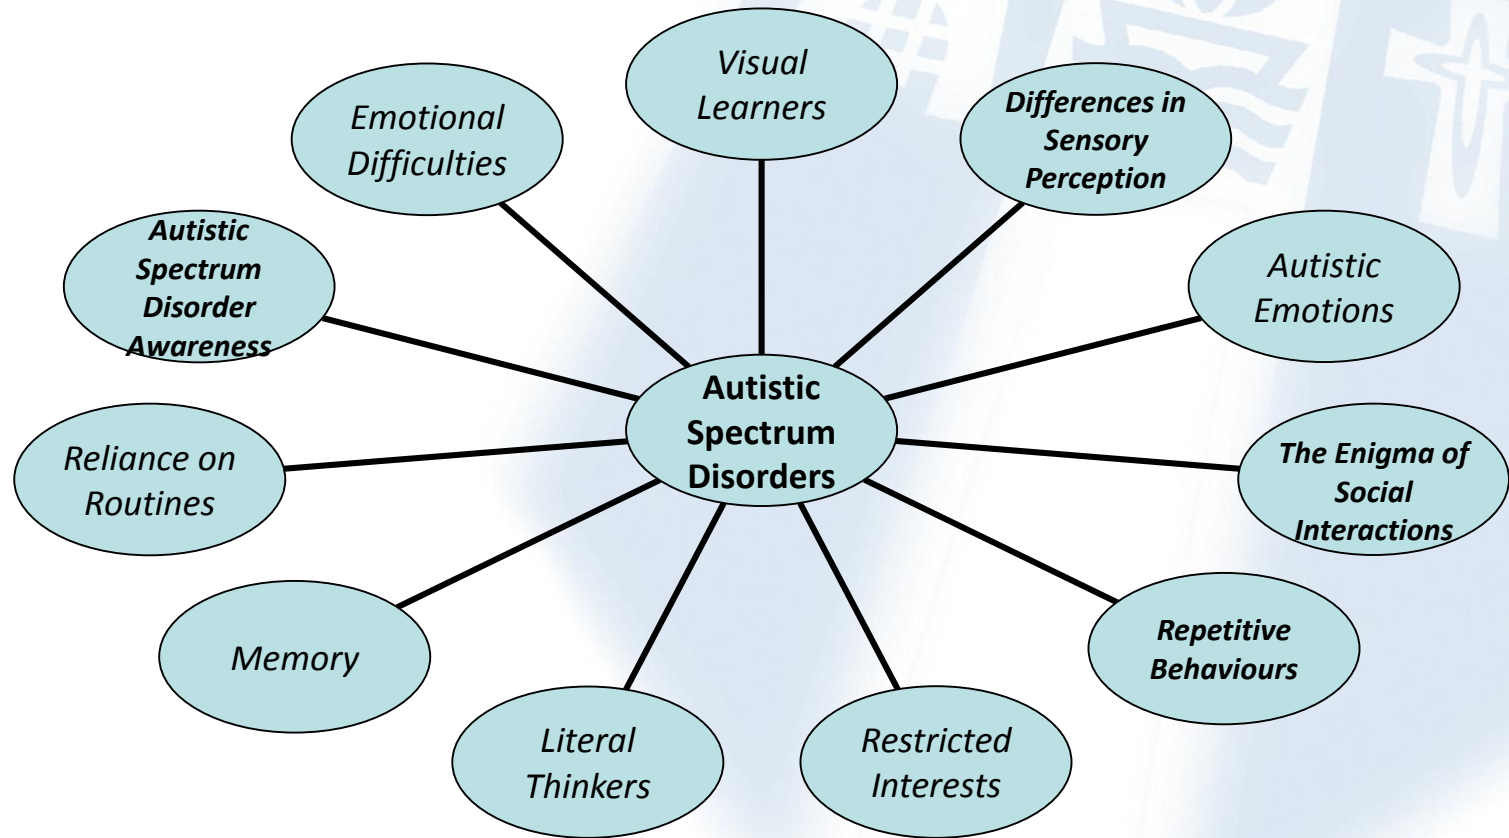 Visual
Learners
Differences in
Sensory
Perception
Autistic
Emotions
The Enigma of
Social
Interactions
Repetitive
Behaviours
Restricted
Interests
Literal
Thinkers
Memory
Reliance on
Routines
Autistic
Spectrum
Disorder
Awareness
Emotional
Difficulties
Autistic
Spectrum
Disorders